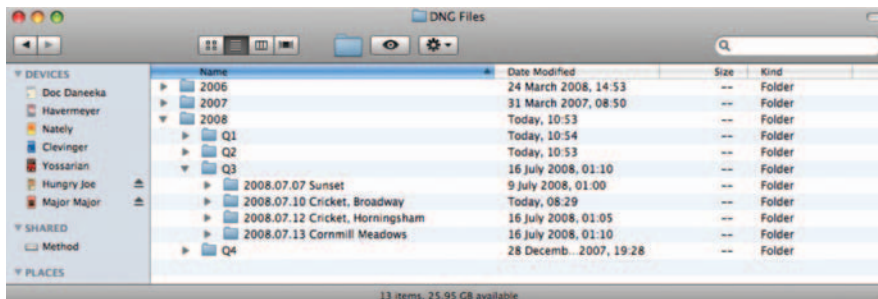 DNG Files
DEVICES
Doc Daneeka
Havermeyer
Nately
Clevinger
Yossarian
Hungry Joe
Major Major
SHARED
Method
PLACES
Name Date Modified Size Kind
2006 24 March 2008, 14:53 -- Folder
2007 31 March 2007, 08:50 -- Folder
2008 Today, 10:53 -- Folder
Q1 Today, 10:54 -- Folder
Q2 Today, 10:53 -- Folder
Q3 16 July 2008, 01:10 -- Folder
2008.07.07 Sunset 9 July 2008, 01:00 -- Folder
2008.07.10 Cricket, Broadway Today, 08:29 -- Folder
2008.07.12 Cricket, Horningsham 16 July 2008, 01:05 -- Folder
2008.07.13 Cornmill Meadows 16 July 2008, 01:10 -- Folder
Q4 28 Decemb...2007, 19:28 -- Folder
13 items, 25.95 GB available